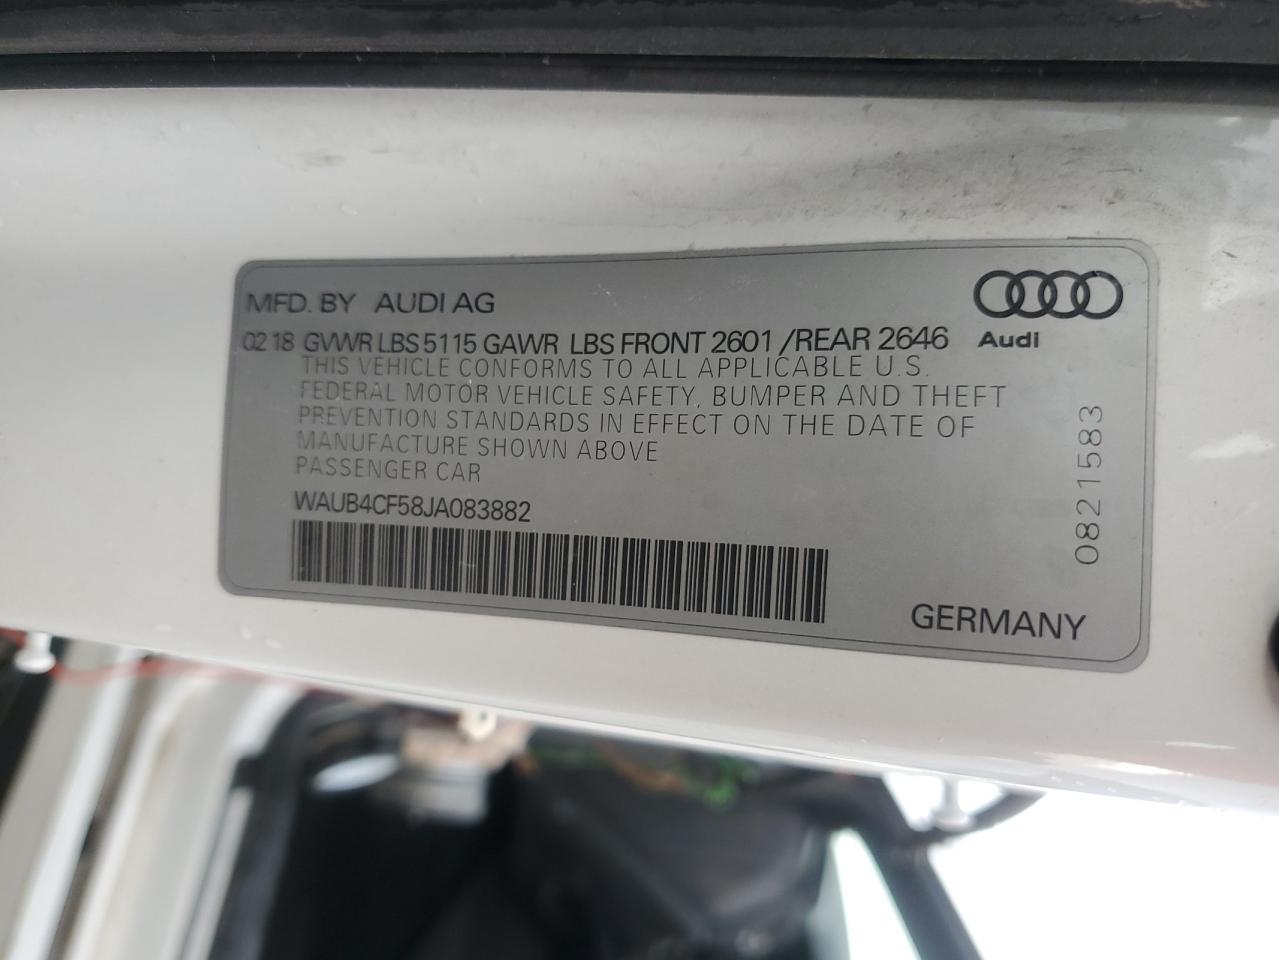 MFD. BY AUDI AG
02 18 GVWR LBS 5115 GAWR LBS FRONT 2601 /REAR 2646
Audi
THIS VEHICLE CONFORMS TO ALL APPLICABLE U.S.
FEDERAL MOTOR VEHICLE SAFETY, BUMPER AND THEFT
PREVENTION STANDARDS IN EFFECT ON THE DATE OF
MANUFACTURE SHOWN ABOVE
PASSENGER CAR
WAUB4CF58JA083882
0821583
GERMANY